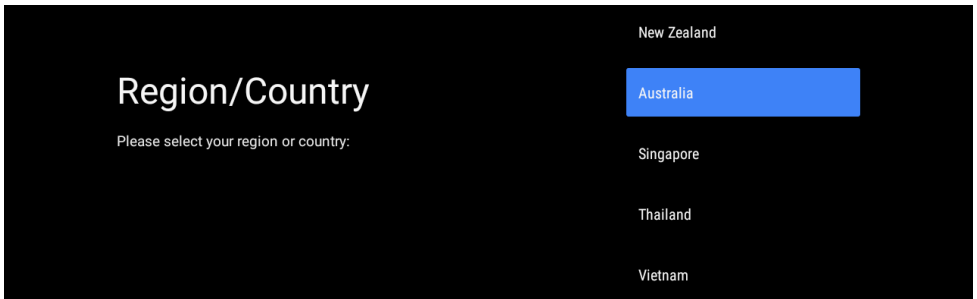 Region/Country
Please select your region or country:
New Zealand
Australia
Singapore
Thailand
Vietnam